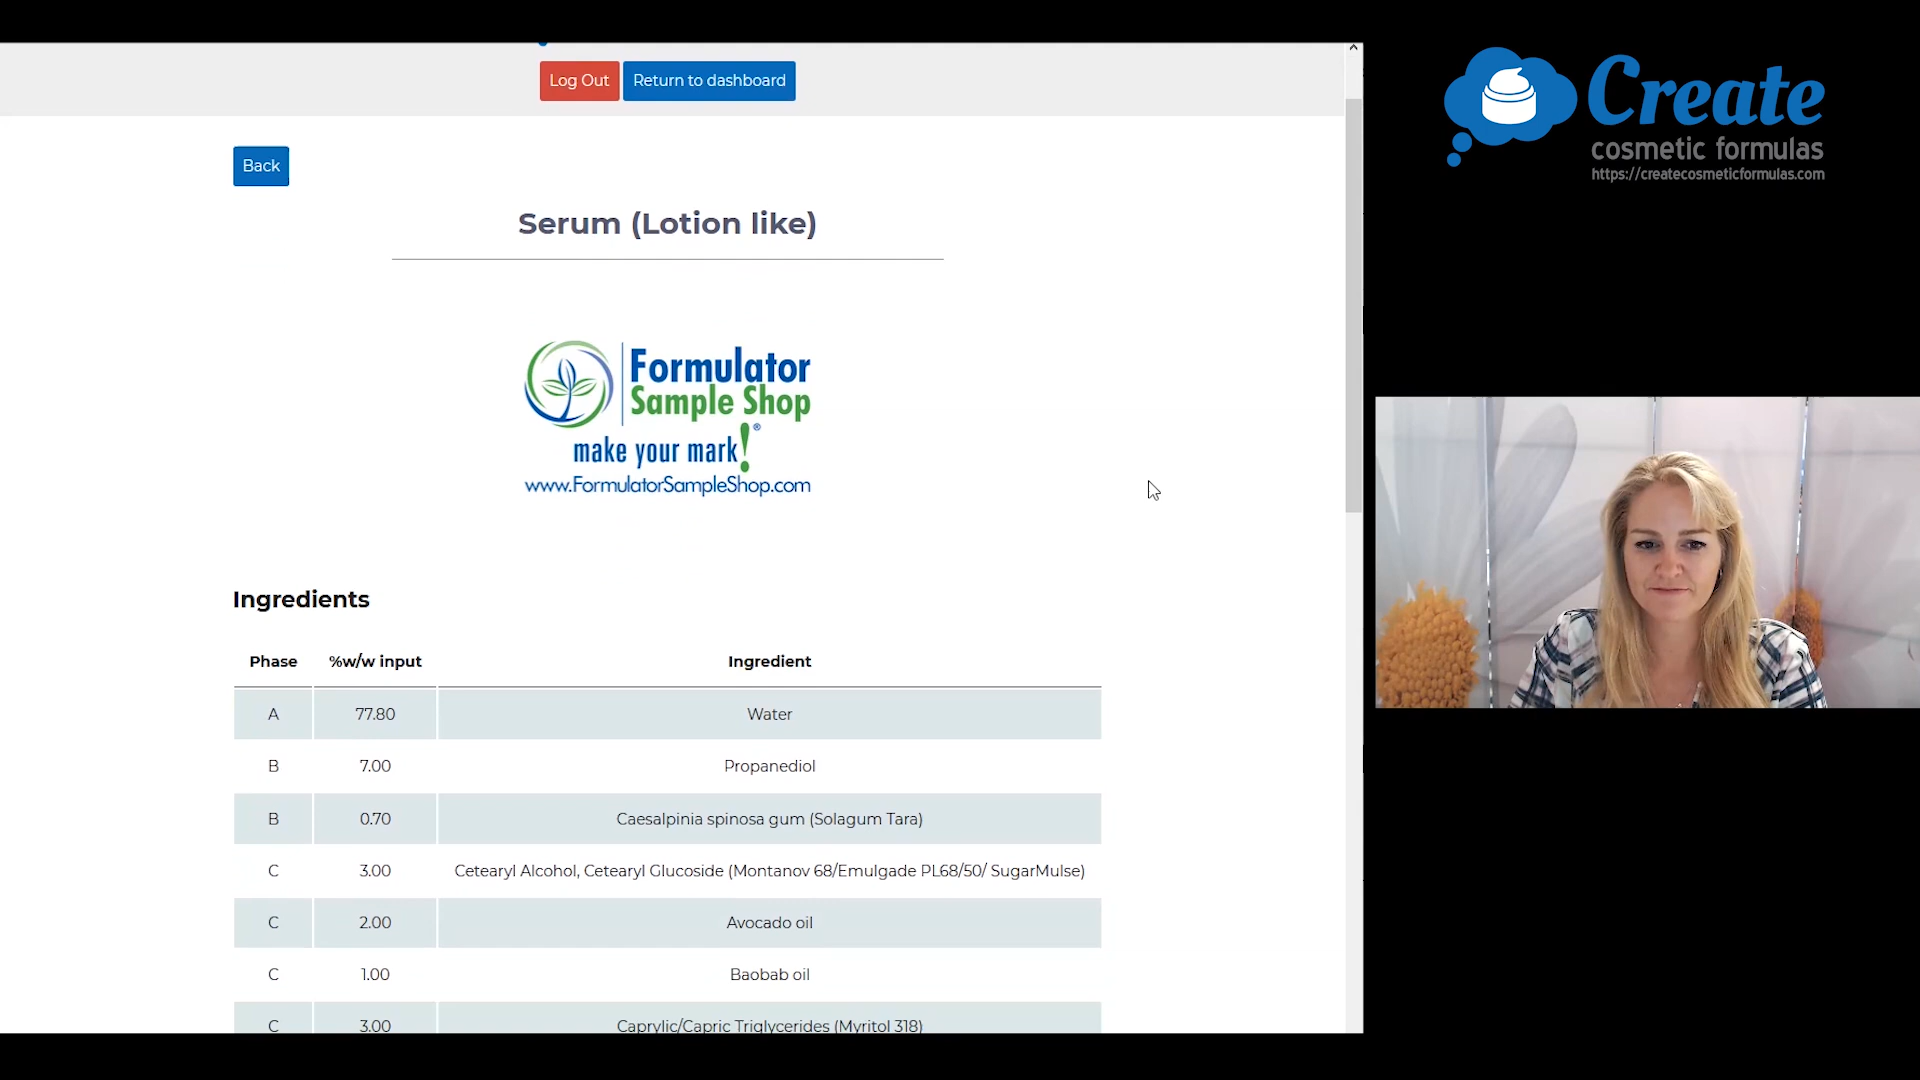 Log Out Return to dashboard
Create
cosmetic formulas
https://createcosmeticformulas.com
Back
Serum (Lotion like)
Formulator
Sample Shop
make your mark!®
www.FormulatorSampleShop.com
Ingredients
Phase %w/w input Ingredient
A 77.80 Water
B 7.00 Propanediol
B 0.70 Caesalpinia spinosa gum (Solagum Tara)
C 3.00 Cetearyl Alcohol, Cetearyl Glucoside (Montanov 68/Emulgade PL68/50/ SugarMulse)
C 2.00 Avocado oil
C 1.00 Baobab oil
C 3.00 Caprylic/Capric Triglycerides (Myritol 318)